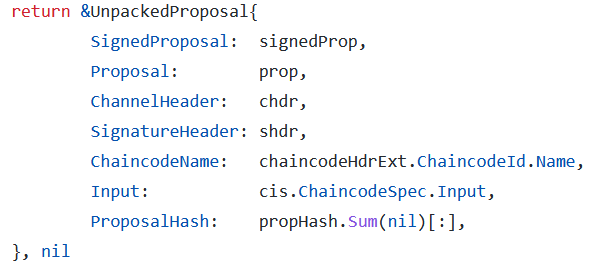 return &UnpackedProposal{
        SignedProposal:  signedProp,
        Proposal:        prop,
        ChannelHeader:   chdr,
        SignatureHeader: shdr,
        ChaincodeName:   chaincodeHdrExt.ChaincodeId.Name,
        Input:           cis.ChaincodeSpec.Input,
        ProposalHash:    propHash.Sum(nil)[:],
}, nil